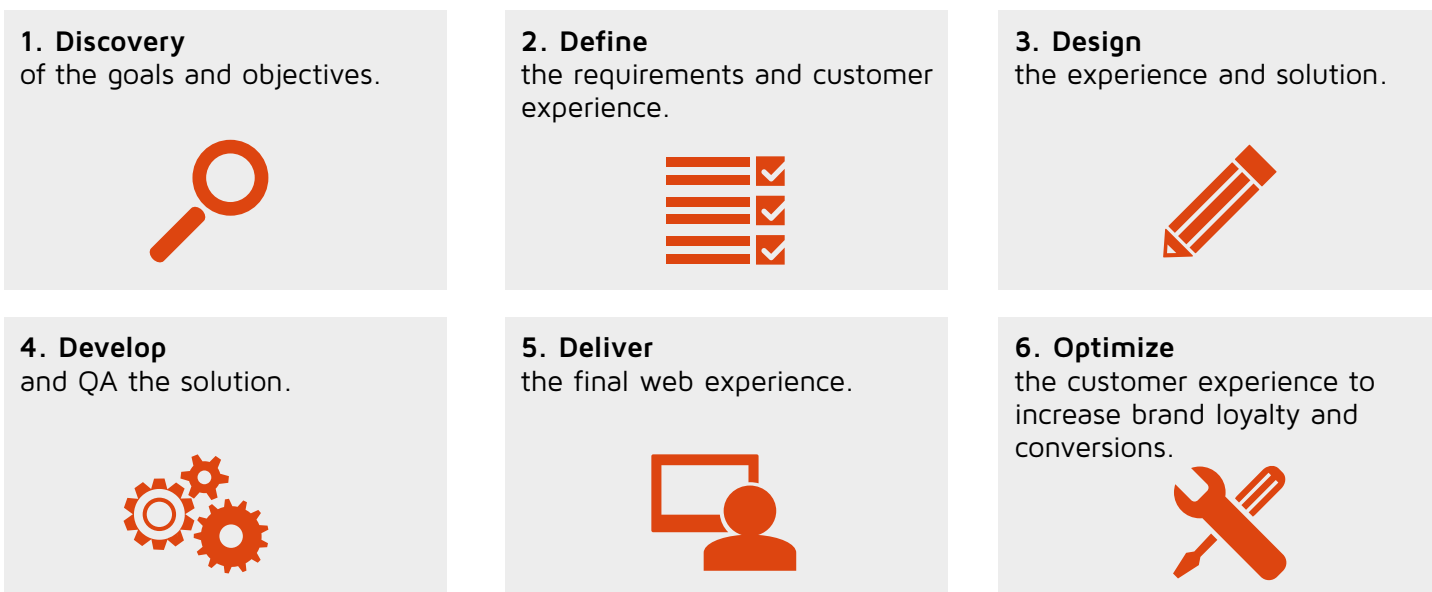 1. Discovery
of the goals and objectives.
2. Define
the requirements and customer
experience.
3. Design
the experience and solution.
4. Develop
and QA the solution.
5. Deliver
the final web experience.
6. Optimize
the customer experience to
increase brand loyalty and
conversions.